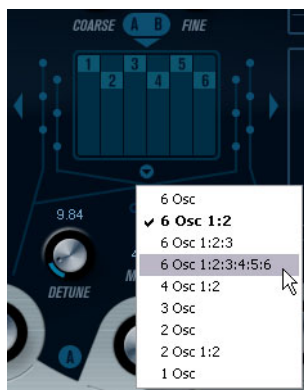 COARSE A B FINE
1 3 5
2 4 6
9.84
DETUNE
A
6 Osc
6 Osc 1:2
6 Osc 1:2:3
6 Osc 1:2:3:4:5:6
4 Osc 1:2
3 Osc
2 Osc
2 Osc 1:2
1 Osc